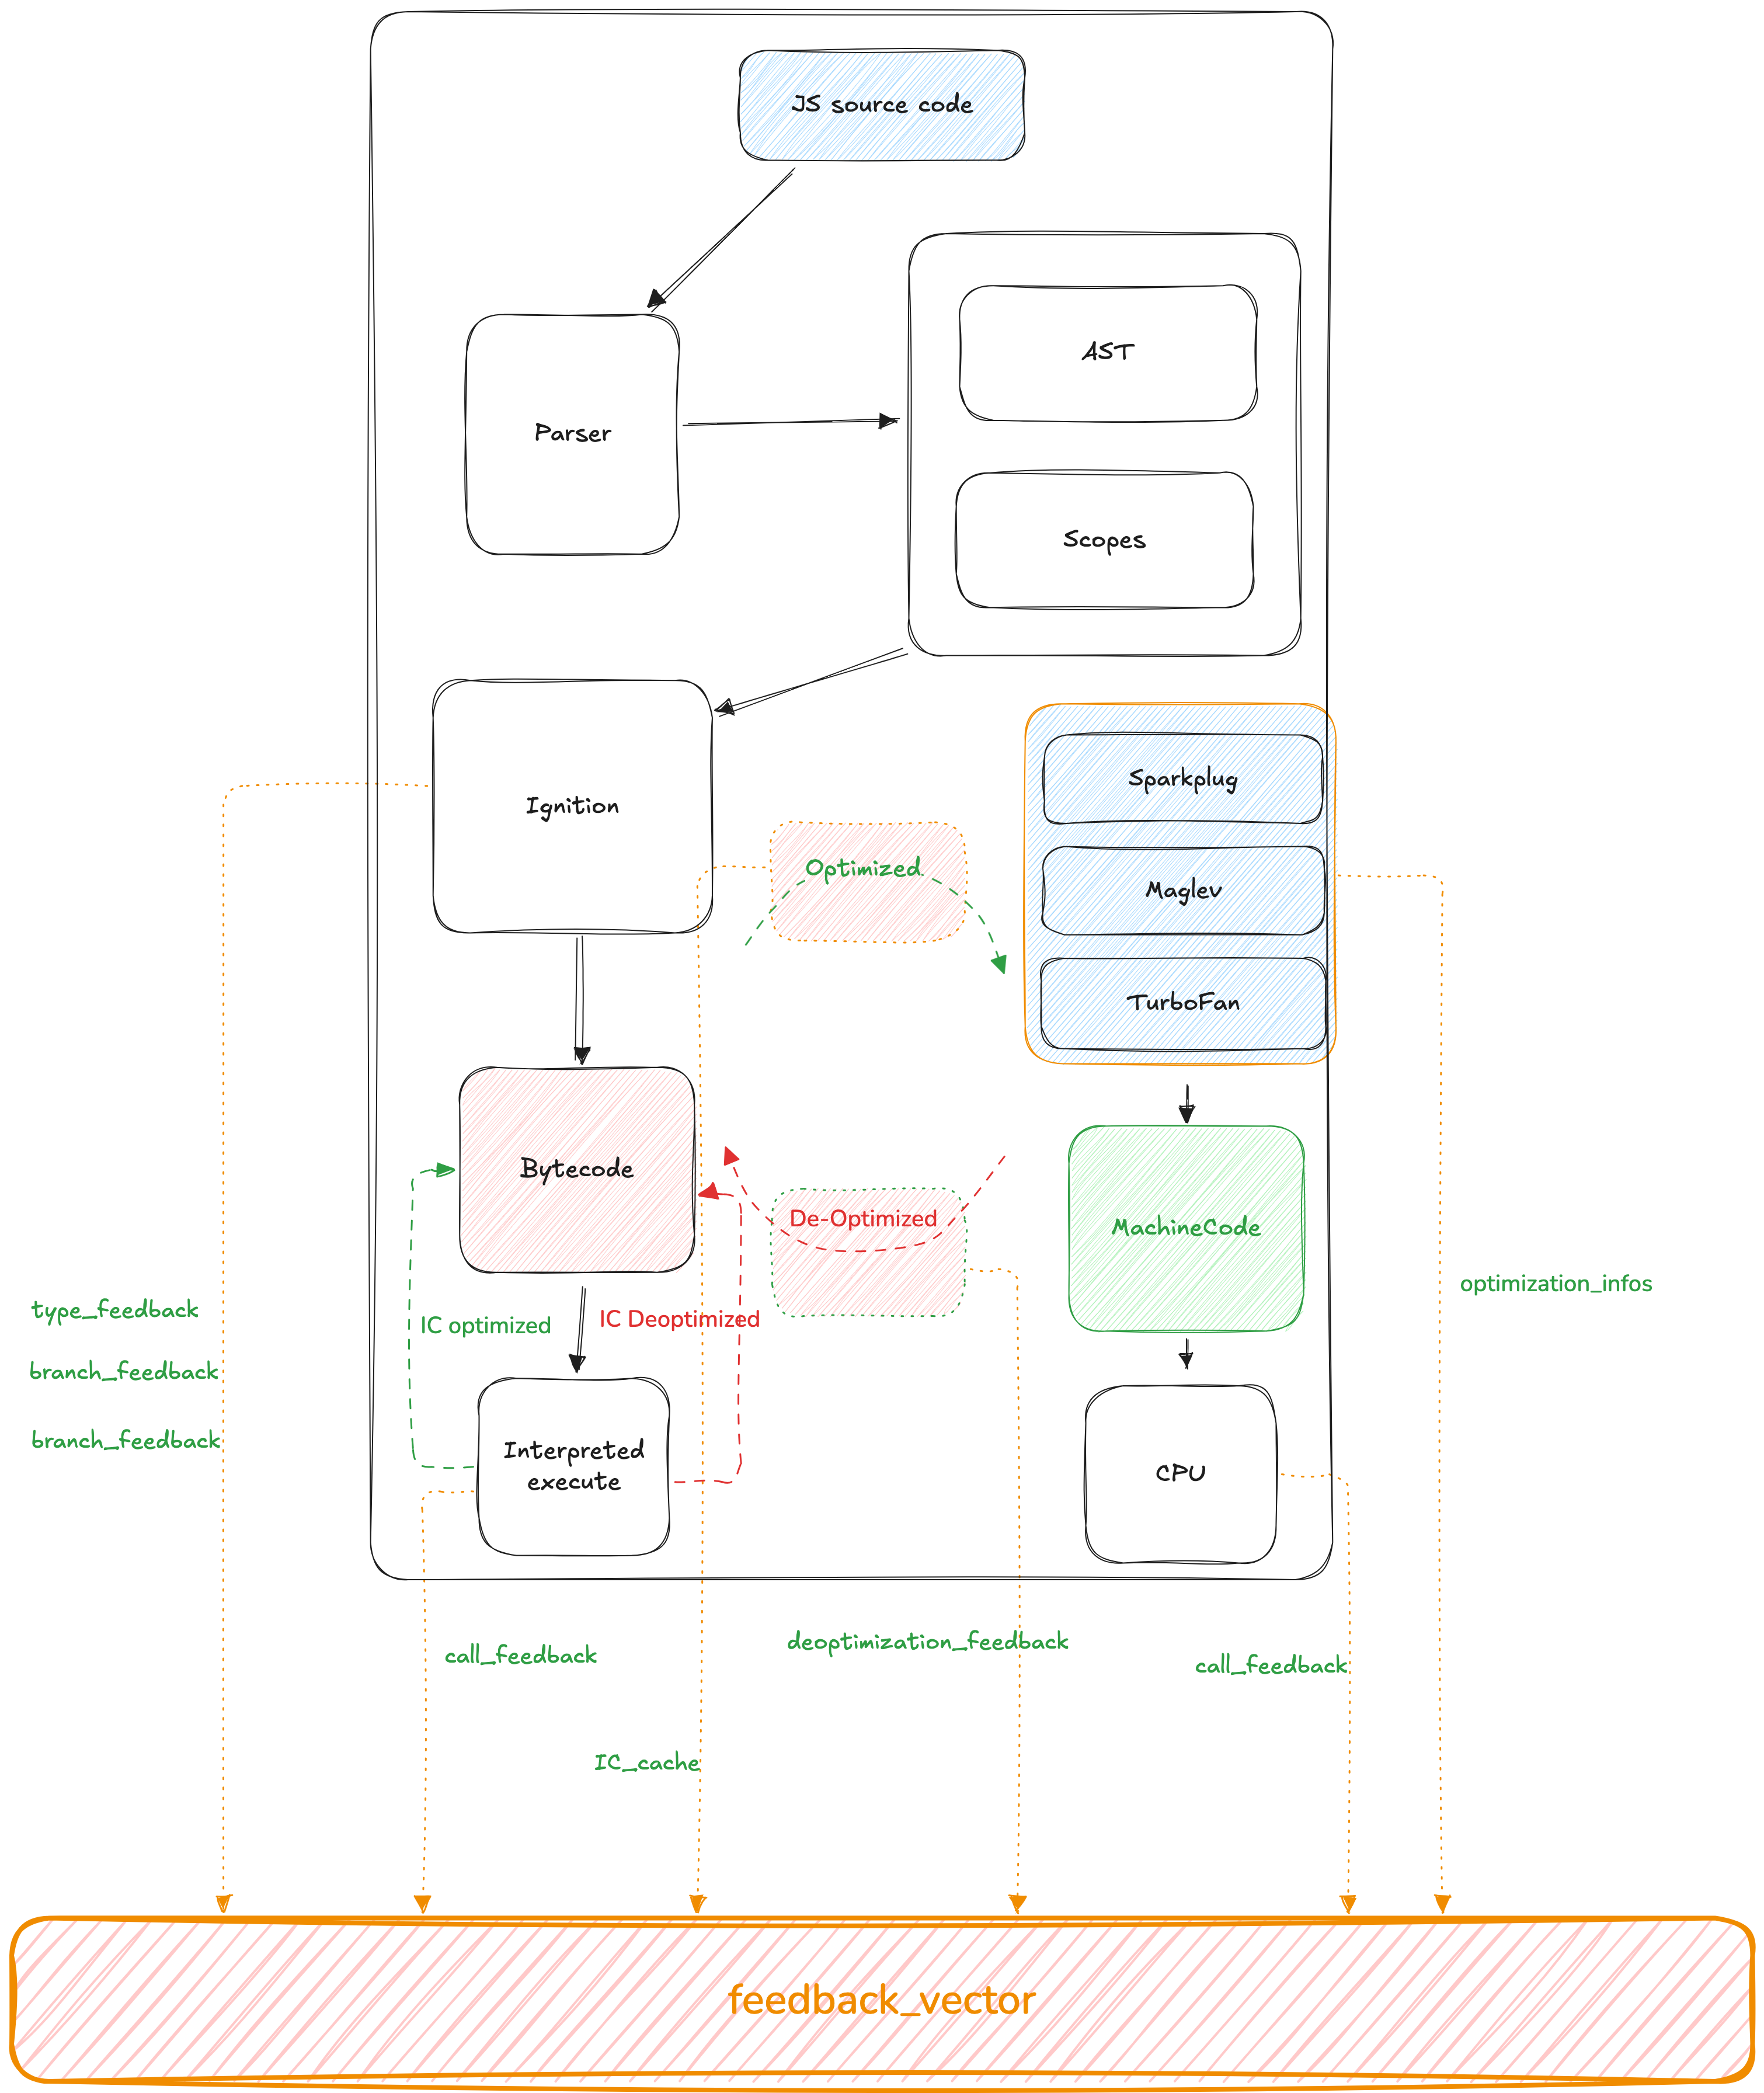 JS source code
AST
Parser
Scopes
Sparkplug
Ignition
Optimized
Maglev
TurboFan
Bytecode
De-Optimized
MachineCode
optimization_infos
type_feedback
IC optimized
IC Deoptimized
branch_feedback
branch_feedback
Interpreted
execute
CPU
call_feedback
deoptimization_feedback
call_feedback
IC_cache
feedback_vector